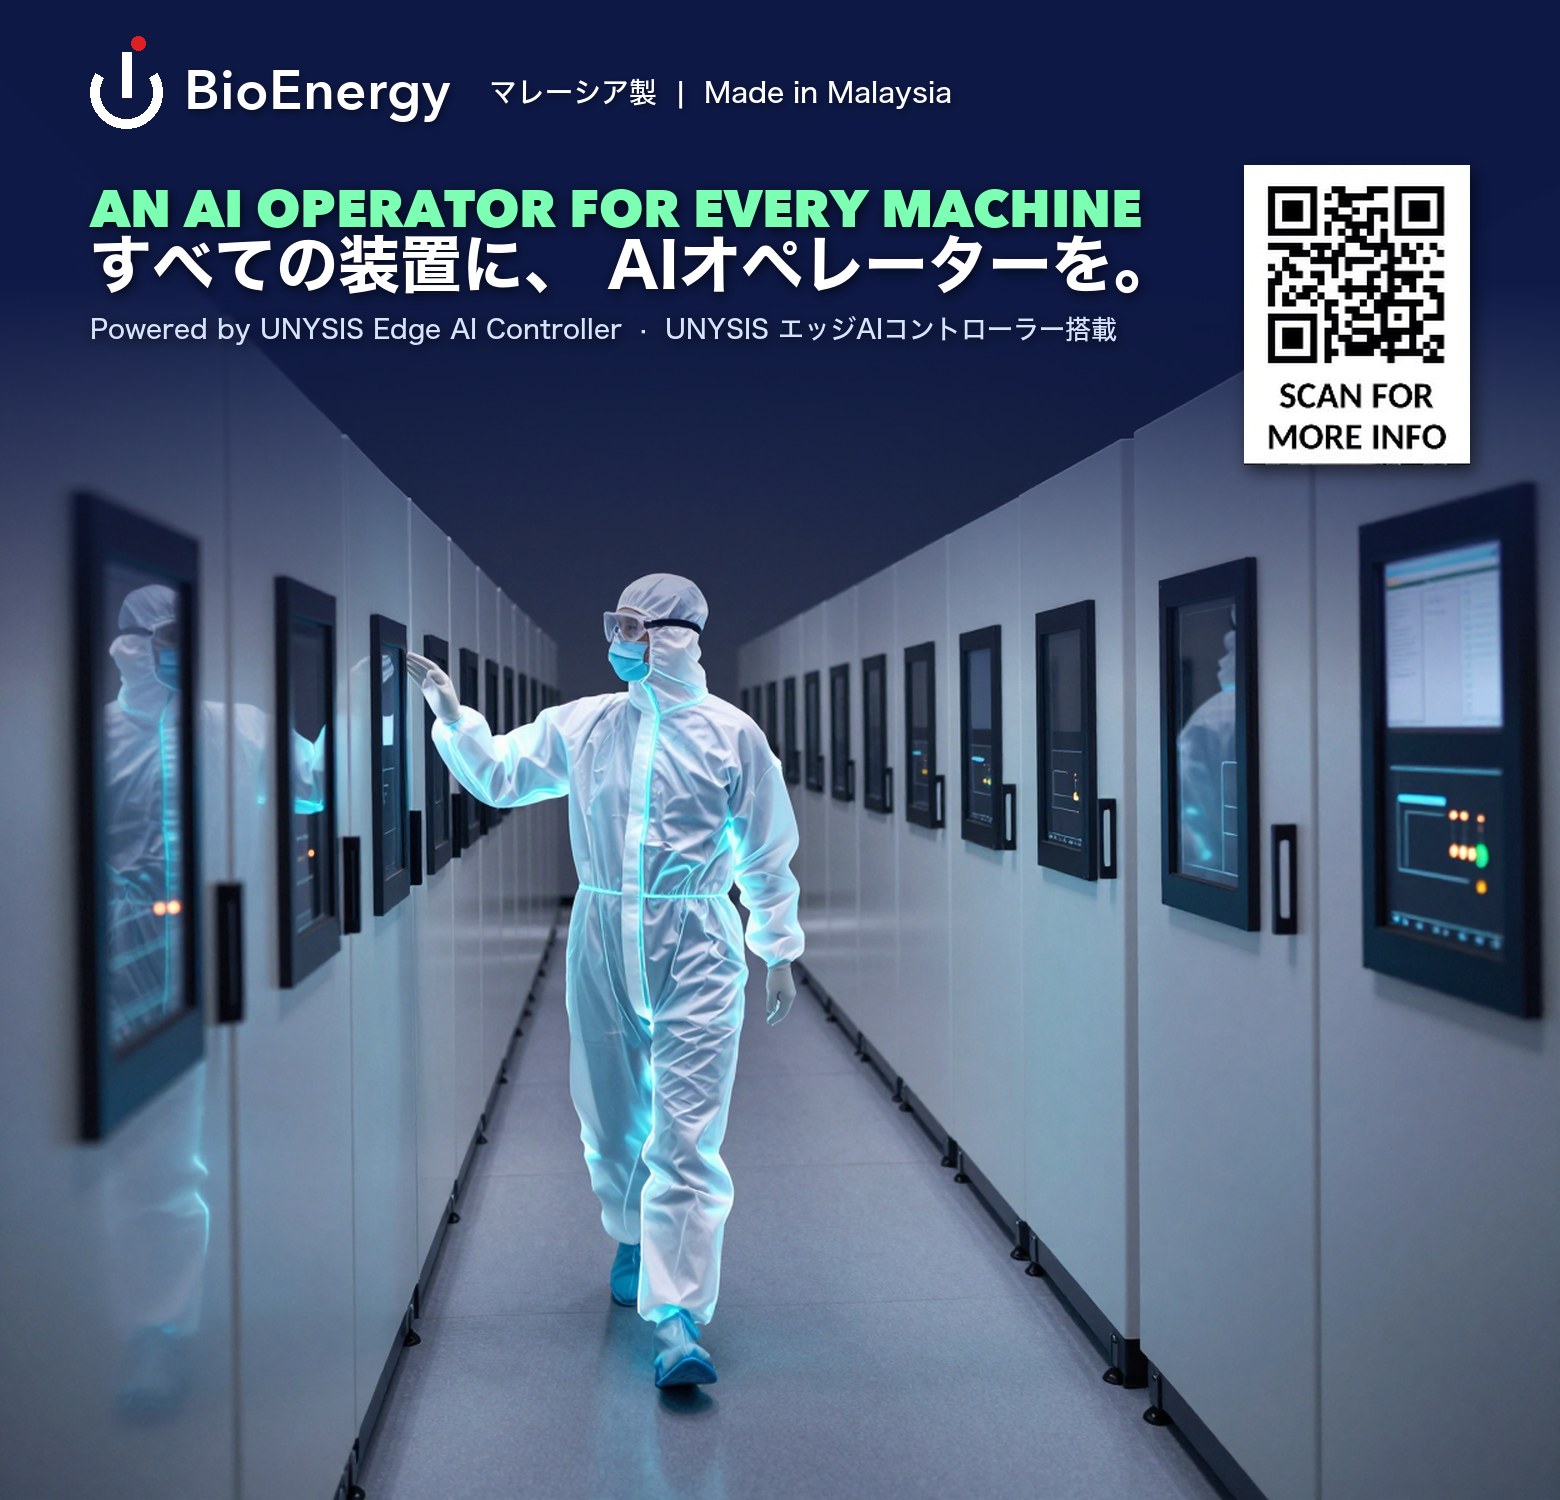 BioEnergy マレーシア製 | Made in Malaysia
AN AI OPERATOR FOR EVERY MACHINE
すべての装置に、 AIオペレーターを。
Powered by UNYSIS Edge AI Controller · UNYSIS エッジAIコントローラー搭載
SCAN FOR
MORE INFO